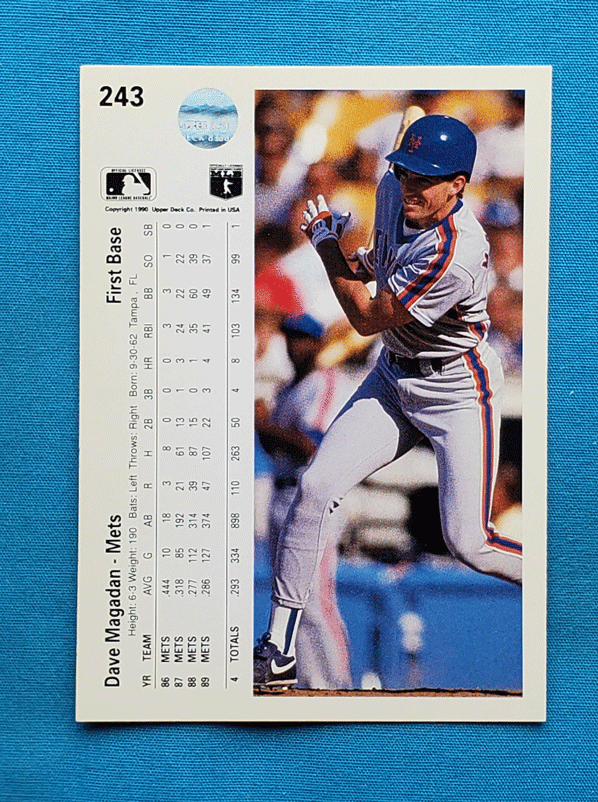 243
Copyright 1990 Upper Deck Co. Printed in USA
Dave Magadan - Mets First Base
Height: 6-3 Weight: 190 Bats: Left Throws: Right Born: 9-30-62 Tampa, FL
YR TEAM AVG G AB R H 2B 3B HR RBI BB SO SB
86 METS .444 10 18 3 8 0 0 0 3 3 1 0
87 METS .318 85 192 21 61 13 1 3 24 22 22 0
88 METS .277 112 314 39 87 15 0 1 35 60 39 0
89 METS .286 127 374 47 107 22 3 4 41 49 37 1
4 TOTALS .293 334 898 110 263 50 4 8 103 134 99 1